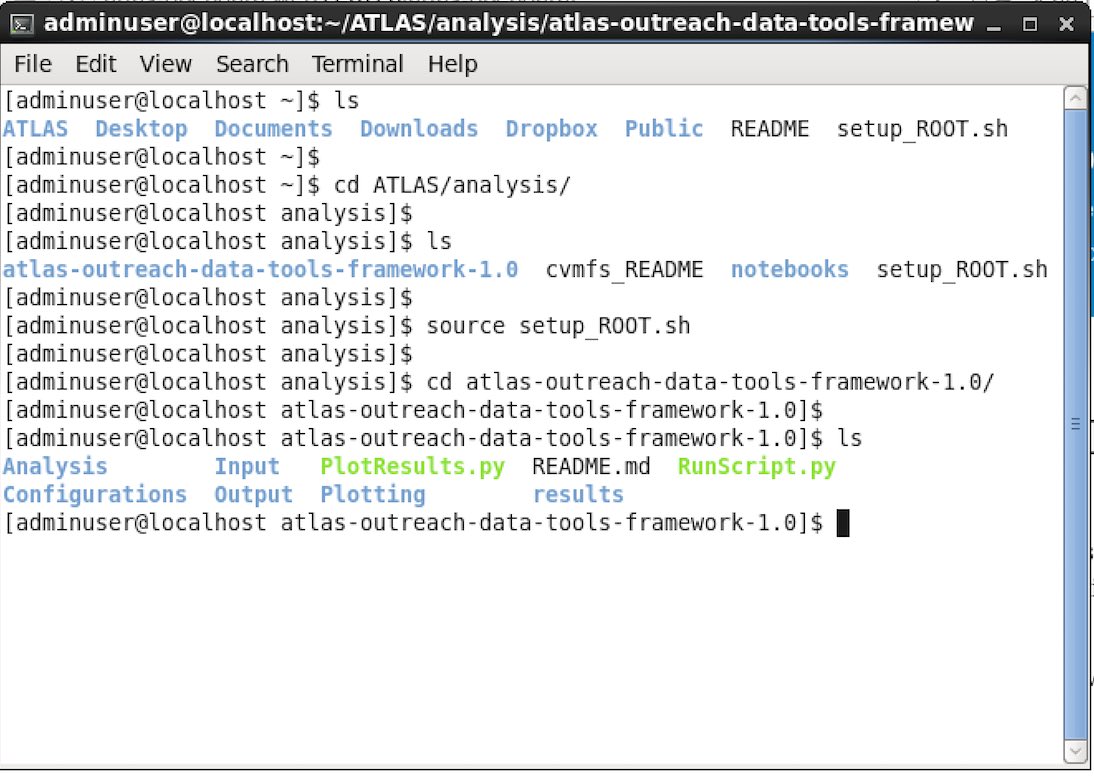 adminuser@localhost:~/ATLAS/analysis/atlas-outreach-data-tools-framew
File Edit View Search Terminal Help
[adminuser@localhost ~]$ ls
ATLAS  Desktop  Documents  Downloads  Dropbox  Public  README  setup_ROOT.sh
[adminuser@localhost ~]$
[adminuser@localhost ~]$ cd ATLAS/analysis/
[adminuser@localhost analysis]$
[adminuser@localhost analysis]$ ls
atlas-outreach-data-tools-framework-1.0  cvmfs_README  notebooks  setup_ROOT.sh
[adminuser@localhost analysis]$
[adminuser@localhost analysis]$ source setup_ROOT.sh
[adminuser@localhost analysis]$
[adminuser@localhost analysis]$ cd atlas-outreach-data-tools-framework-1.0/
[adminuser@localhost atlas-outreach-data-tools-framework-1.0]$
[adminuser@localhost atlas-outreach-data-tools-framework-1.0]$ ls
Analysis        Input   PlotResults.py  README.md  RunScript.py
Configurations  Output  Plotting        results
[adminuser@localhost atlas-outreach-data-tools-framework-1.0]$